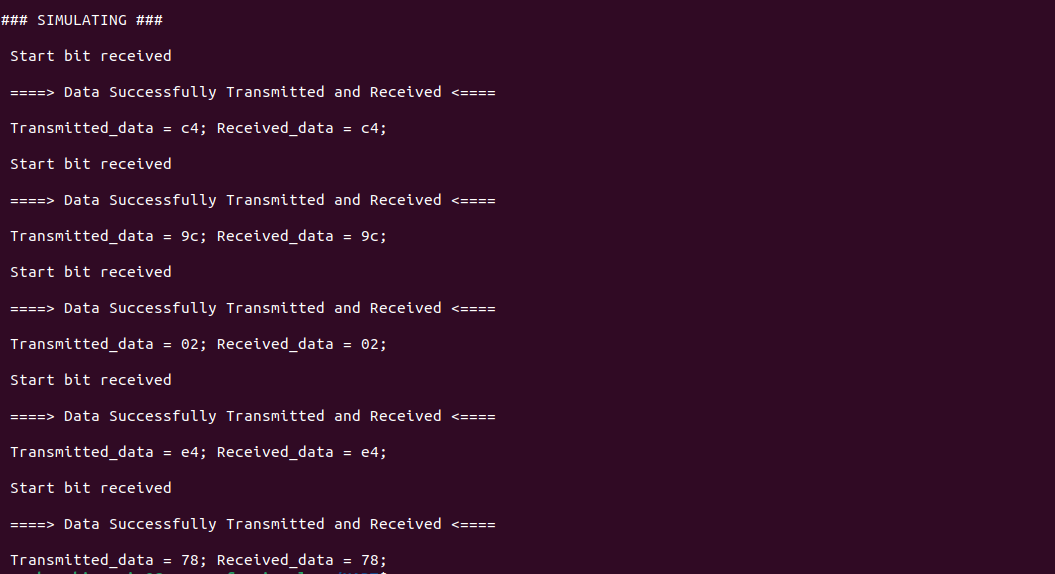 ### SIMULATING ###
Start bit received
====> Data Successfully Transmitted and Received <====
Transmitted_data = c4; Received_data = c4;
Start bit received
====> Data Successfully Transmitted and Received <====
Transmitted_data = 9c; Received_data = 9c;
Start bit received
====> Data Successfully Transmitted and Received <====
Transmitted_data = 02; Received_data = 02;
Start bit received
====> Data Successfully Transmitted and Received <====
Transmitted_data = e4; Received_data = e4;
Start bit received
====> Data Successfully Transmitted and Received <====
Transmitted_data = 78; Received_data = 78;